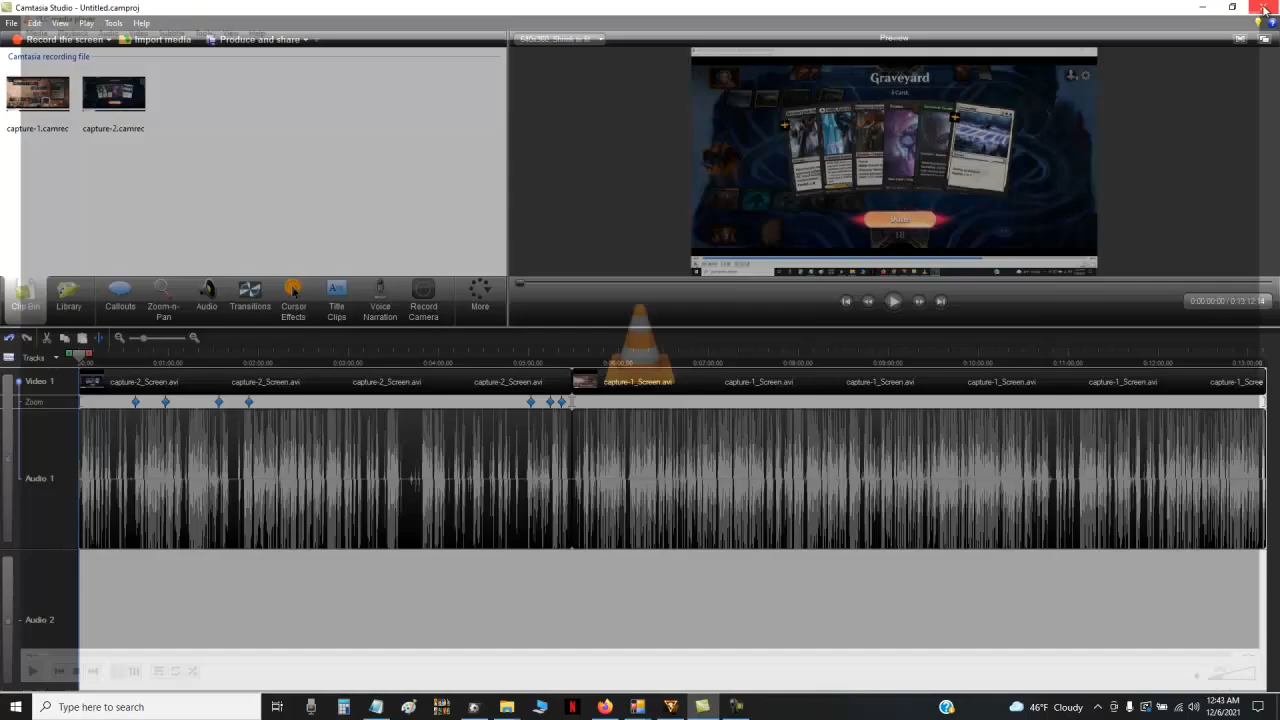 Camtasia Studio - Untitled.camproj
File Edit View Play Tools Help
Record the screen Import media Produce and share
Camtasia recording file
capture-1.camrec capture-2.camrec
Preview
Graveyard
6 Cards
Clip Bin Library Callouts Zoom-n-Pan Audio Transitions Cursor Effects Title Clips Voice Narration Record Camera More
0:00:00;00 / 0:13:12;14
Tracks
0:01:00;00 0:02:00;00 0:03:00;00 0:04:00;00 0:05:00;00 0:06:00;00 0:07:00;00 0:08:00;00 0:09:00;00 0:10:00;00 0:11:00;00 0:12:00;00 0:13:00;00
Video 1 capture-2_Screen.avi capture-2_Screen.avi capture-2_Screen.avi capture-2_Screen.avi capture-1_Screen.avi capture-1_Screen.avi capture-1_Screen.avi capture-1_Screen.avi capture-1_Screen.avi capture-1_Scree
Zoom
Audio 1
Audio 2
Type here to search
46°F Cloudy
12:43 AM
12/6/2021